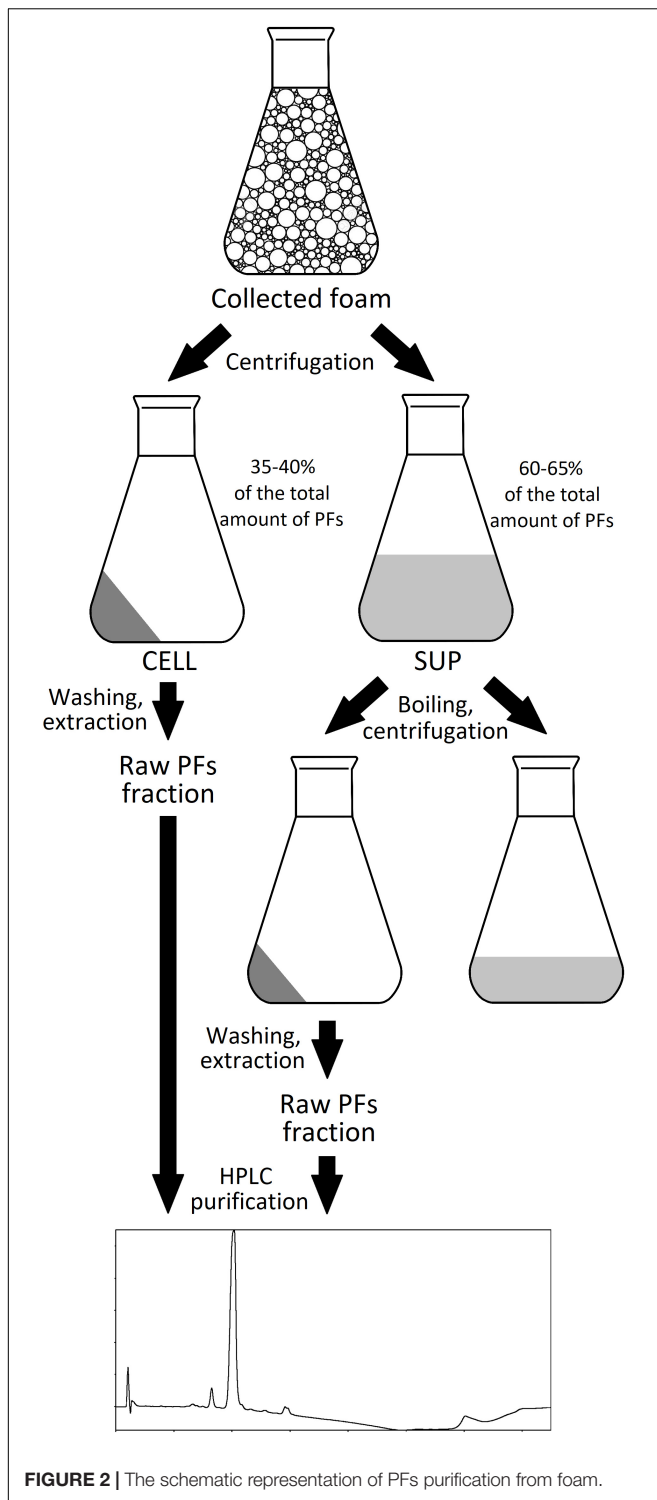 Collected foam
Centrifugation
35-40%
of the total
amount of PFs
60-65%
of the total
amount of PFs
CELL
SUP
Washing,
extraction
Boiling,
centrifugation
Raw PFs
fraction
Washing,
extraction
Raw PFs
fraction
HPLC
purification
FIGURE 2 | The schematic representation of PFs purification from foam.